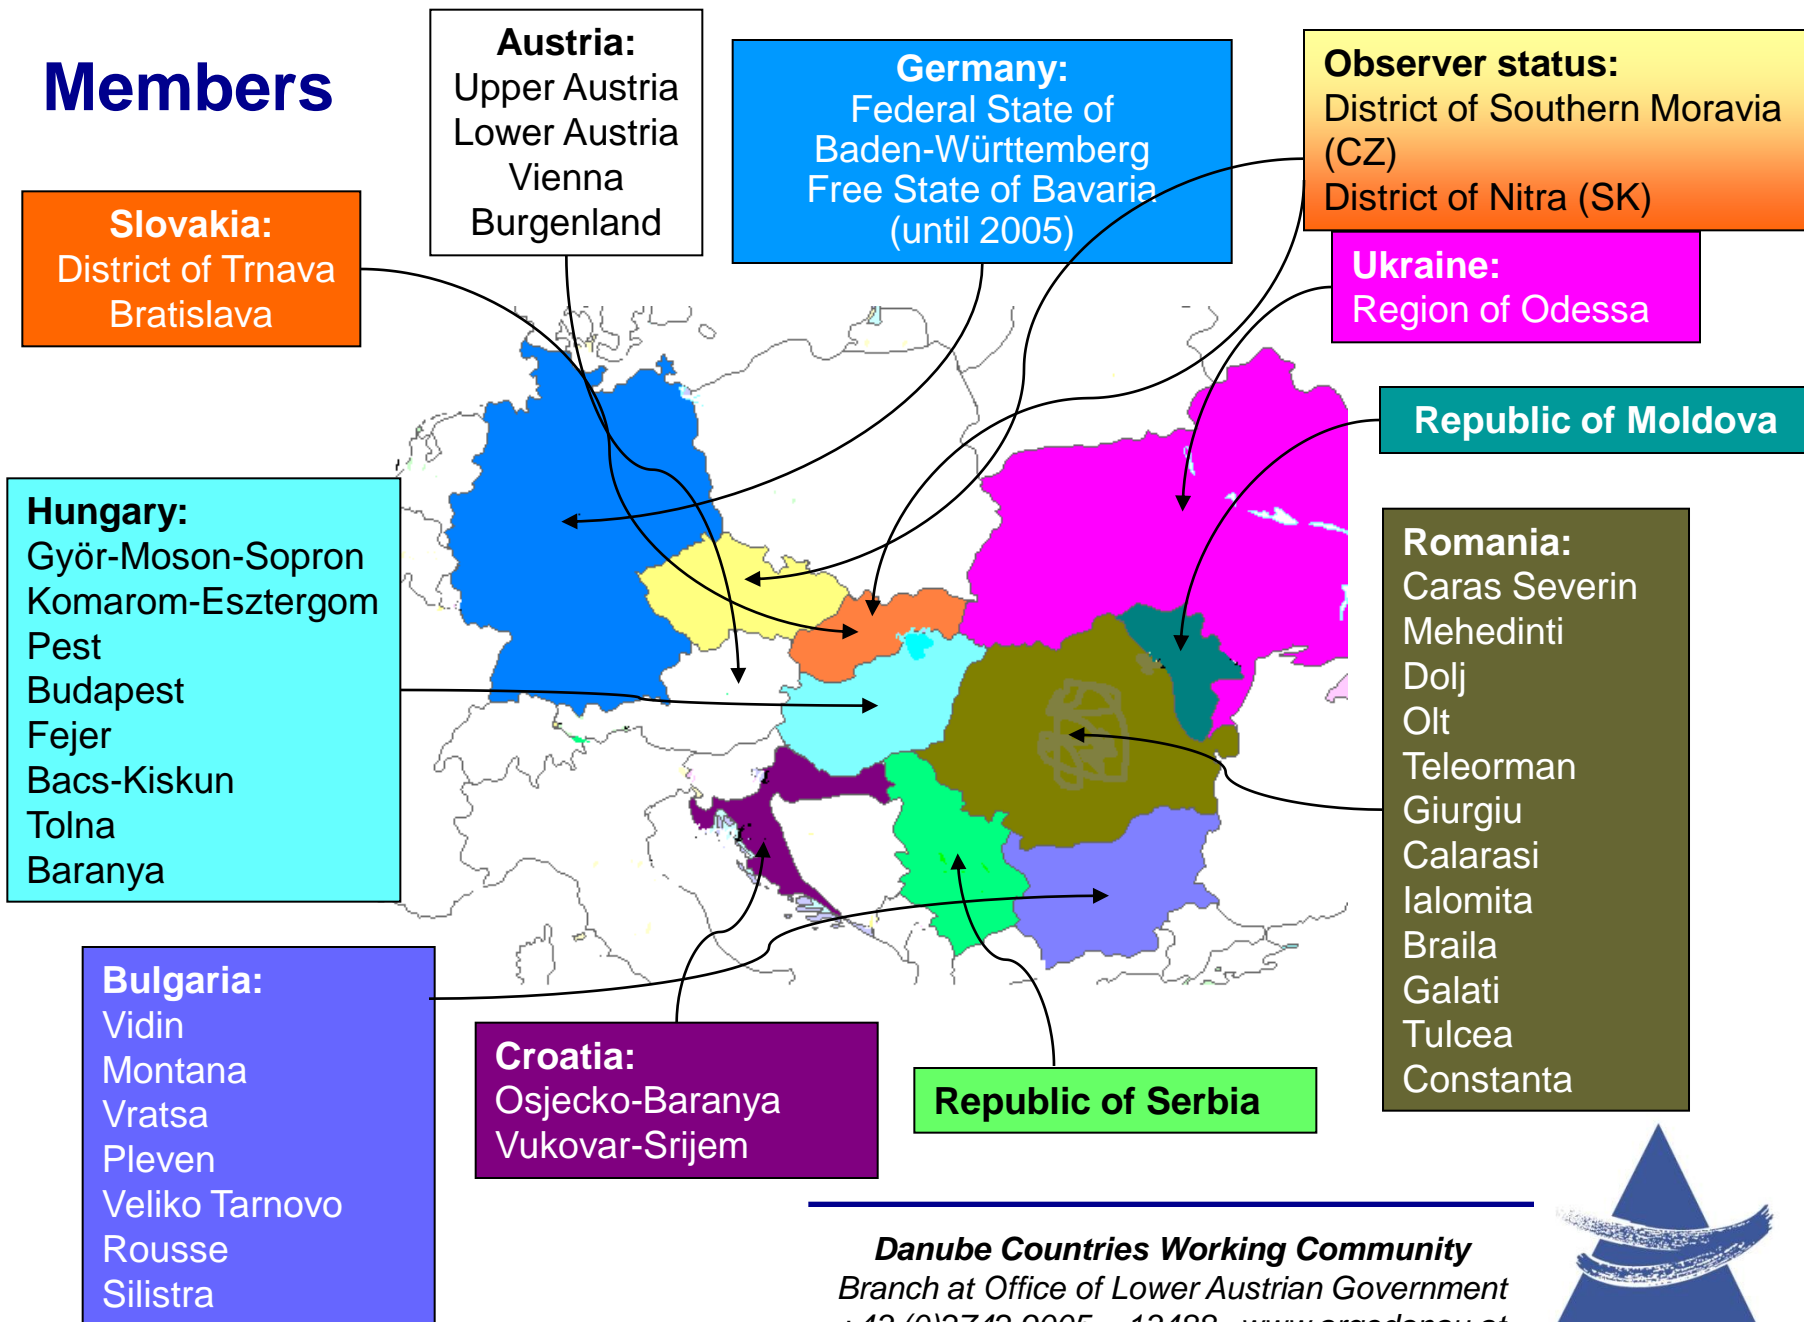 Members
Austria:
Upper Austria
Lower Austria
Vienna
Burgenland
Germany:
Federal State of
Baden-Württemberg
Free State of Bavaria
(until 2005)
Observer status:
District of Southern Moravia
(CZ)
District of Nitra (SK)
Slovakia:
District of Trnava
Bratislava
Ukraine:
Region of Odessa
Republic of Moldova
Hungary:
Györ-Moson-Sopron
Komarom-Esztergom
Pest
Budapest
Fejer
Bacs-Kiskun
Tolna
Baranya
Romania:
Caras Severin
Mehedinti
Dolj
Olt
Teleorman
Giurgiu
Calarasi
Ialomita
Braila
Galati
Tulcea
Constanta
Bulgaria:
Vidin
Montana
Vratsa
Pleven
Veliko Tarnovo
Rousse
Silistra
Croatia:
Osjecko-Baranya
Vukovar-Srijem
Republic of Serbia
Danube Countries Working Community
Branch at Office of Lower Austrian Government